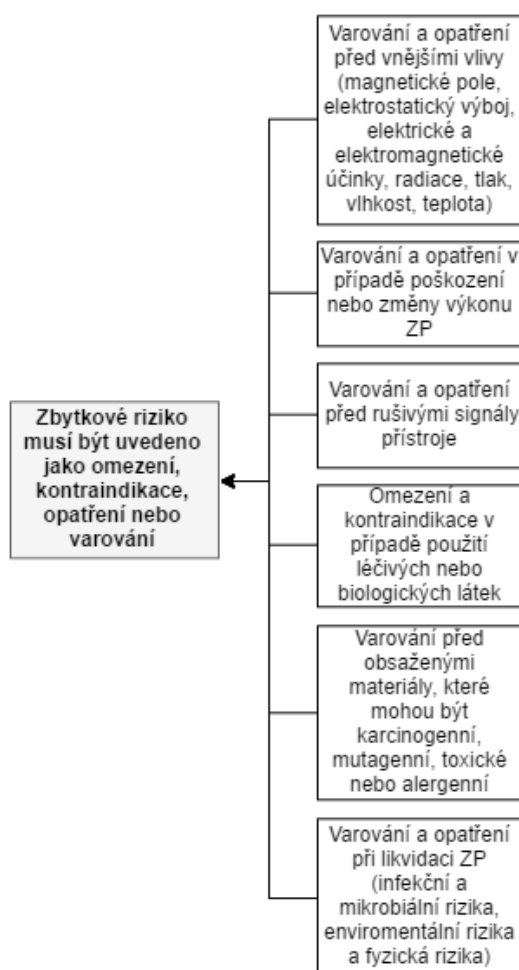 Varování a opatření
před vnějšími vlivy
(magnetické pole,
elektrostatický výboj,
elektrické a
elektromagnetické
účinky, radiace, tlak,
vlhkost, teplota)
Varování a opatření v
případě poškození
nebo změny výkonu
ZP
Varování a opatření
před rušivými signály
přístroje
Zbytkové riziko
musí být uvedeno
jako omezení,
kontraindikace,
opatření nebo
varování
Omezení a
kontraindikace v
případě použití
léčivých nebo
biologických látek
Varování před
obsaženými
materiály, které
mohou být
karcinogenní,
mutagenní, toxické
nebo alergenní
Varování a opatření
při likvidaci ZP
(infekční a
mikrobiální rizika,
enviromentální rizika
a fyzická rizika)